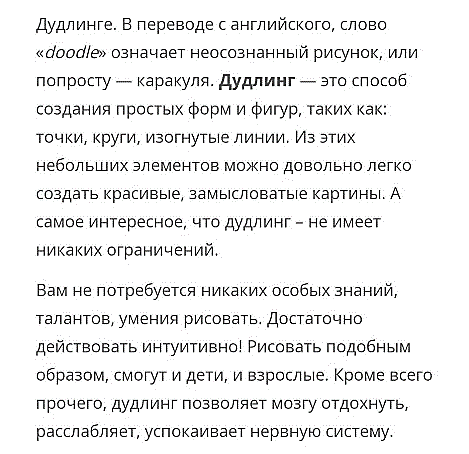 Дудлинге. В переводе с английского, слово
«doodle» означает неосознанный рисунок, или
попросту — каракуля. Дудлинг — это способ
создания простых форм и фигур, таких как:
точки, круги, изогнутые линии. Из этих
небольших элементов можно довольно легко
создать красивые, замысловатые картины. А
самое интересное, что дудлинг – не имеет
никаких ограничений.
Вам не потребуется никаких особых знаний,
талантов, умения рисовать. Достаточно
действовать интуитивно! Рисовать подобным
образом, смогут и дети, и взрослые. Кроме всего
прочего, дудлинг позволяет мозгу отдохнуть,
расслабляет, успокаивает нервную систему.